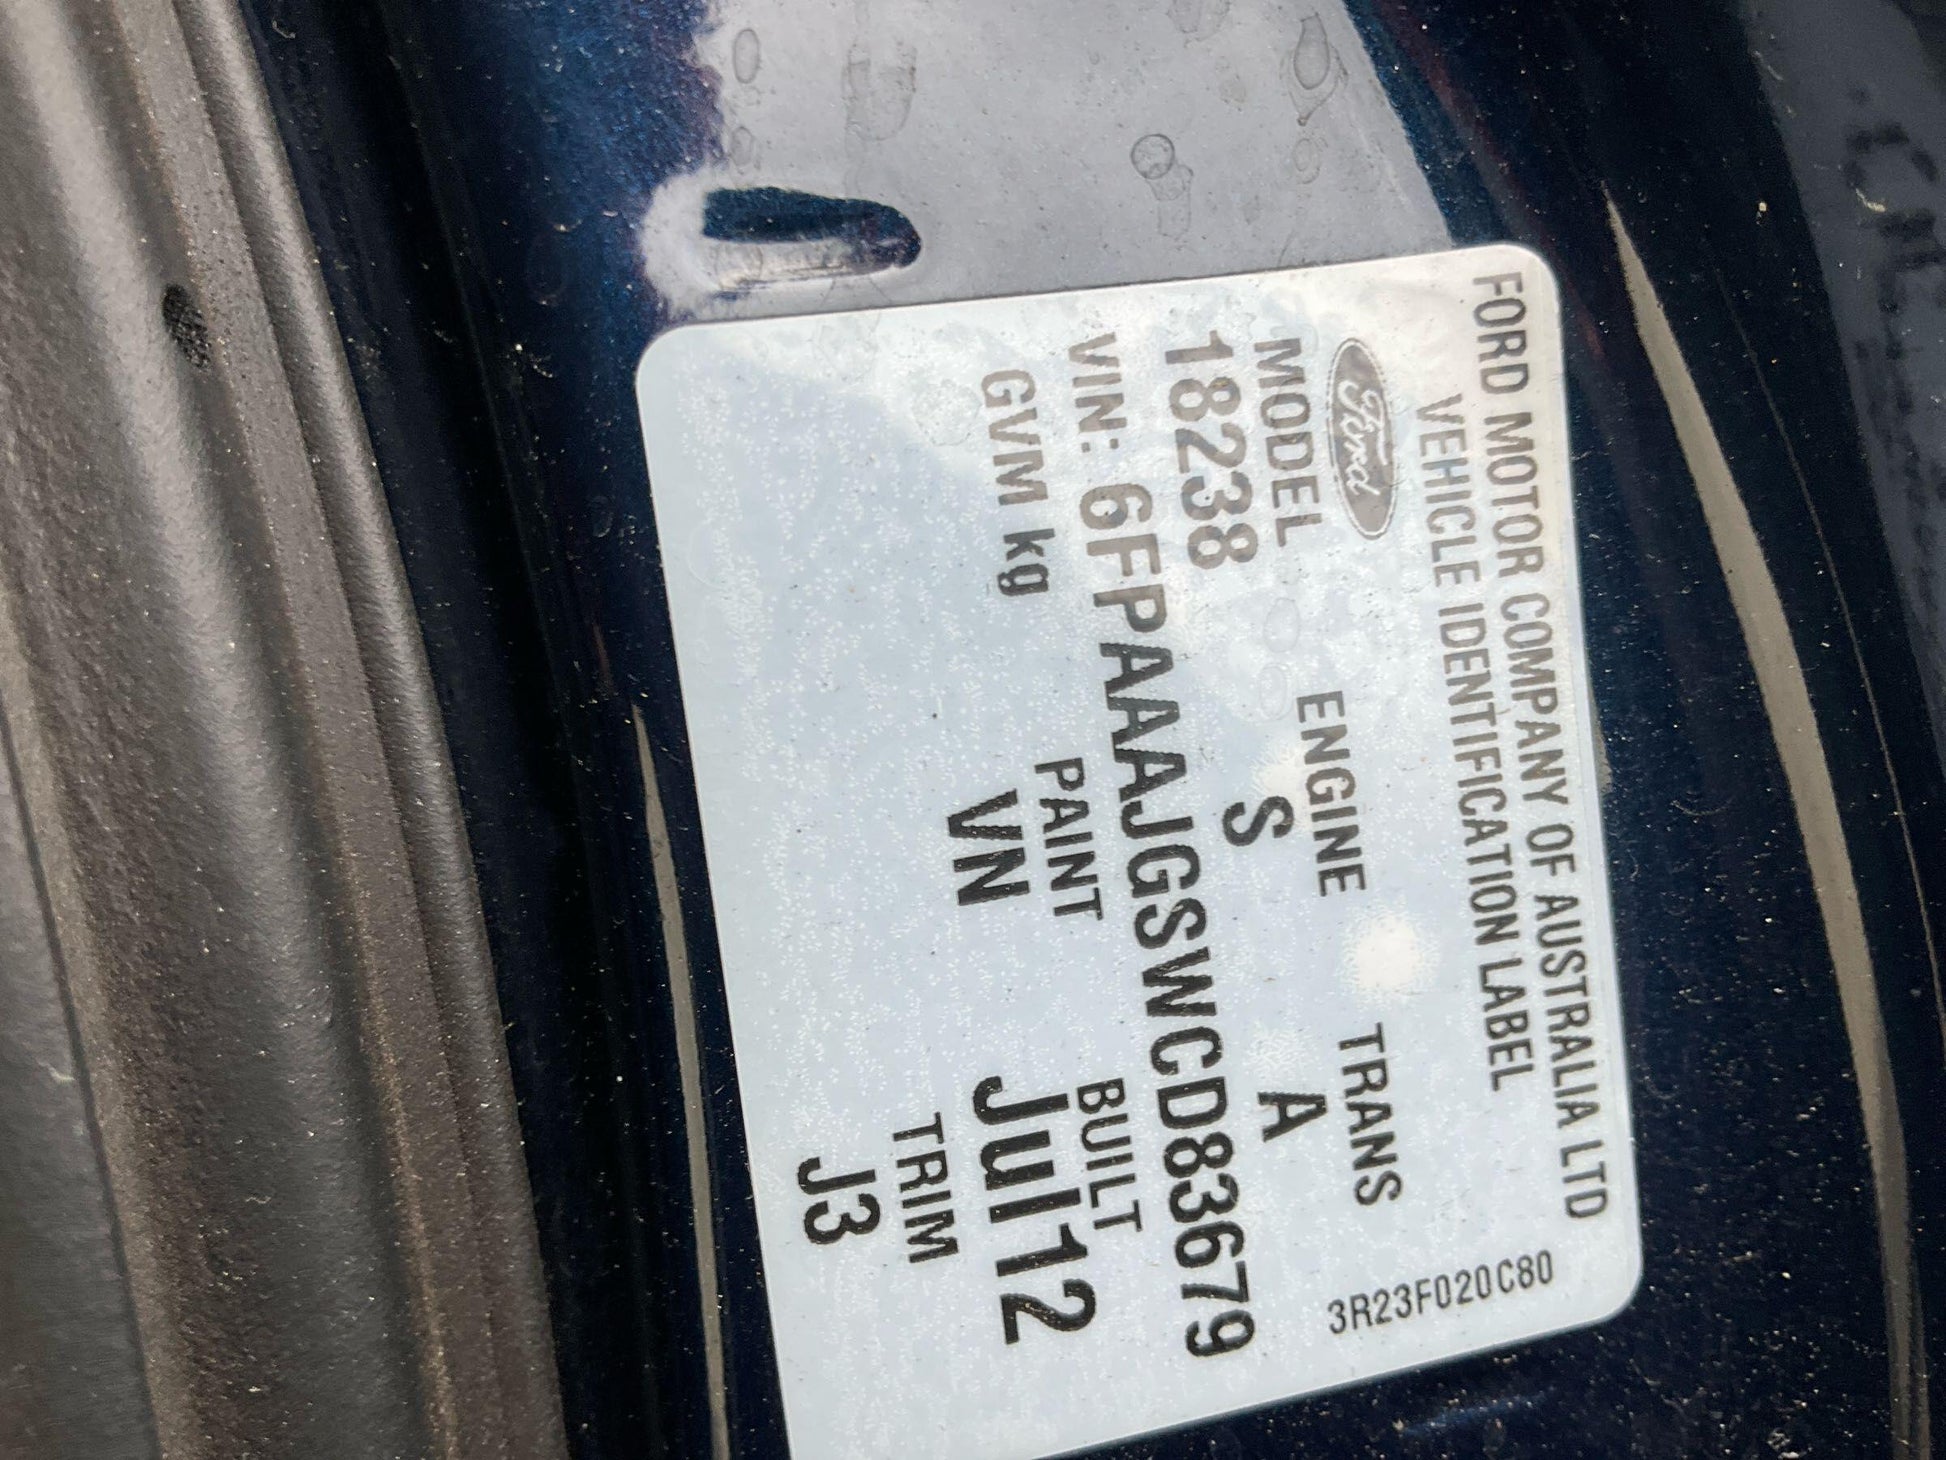 FORD MOTOR COMPANY OF AUSTRALIA LTD
VEHICLE IDENTIFICATION LABEL
3R23F020C80
Ford
MODEL ENGINE TRANS
18238 S A
VIN: 6FPAAAJGSWCD83679
GVM kg PAINT BUILT
VN Jul12
TRIM
J3